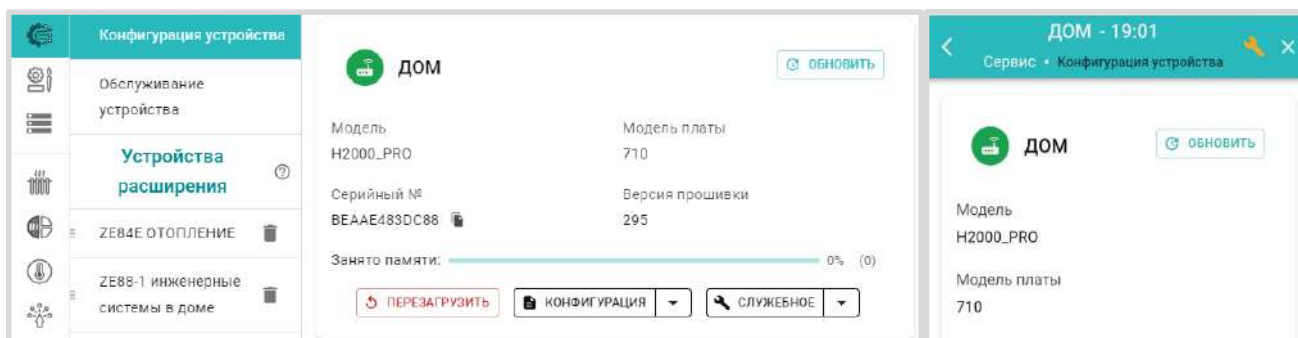 Конфигурация устройства
Обслуживание
устройства
Устройства
расширения
ZE84E ОТОПЛЕНИЕ
ZE88-1 инженерные
системы в доме
ДОМ
ОБНОВИТЬ
Модель
H2000_PRO
Модель платы
710
Серийный №
BEAAE483DC88
Версия прошивки
295
Занято памяти:
0% (0)
ПЕРЕЗАГРУЗИТЬ
КОНФИГУРАЦИЯ
СЛУЖЕБНОЕ
ДОМ - 19:01
Сервис • Конфигурация устройства
ДОМ
ОБНОВИТЬ
Модель
H2000_PRO
Модель платы
710